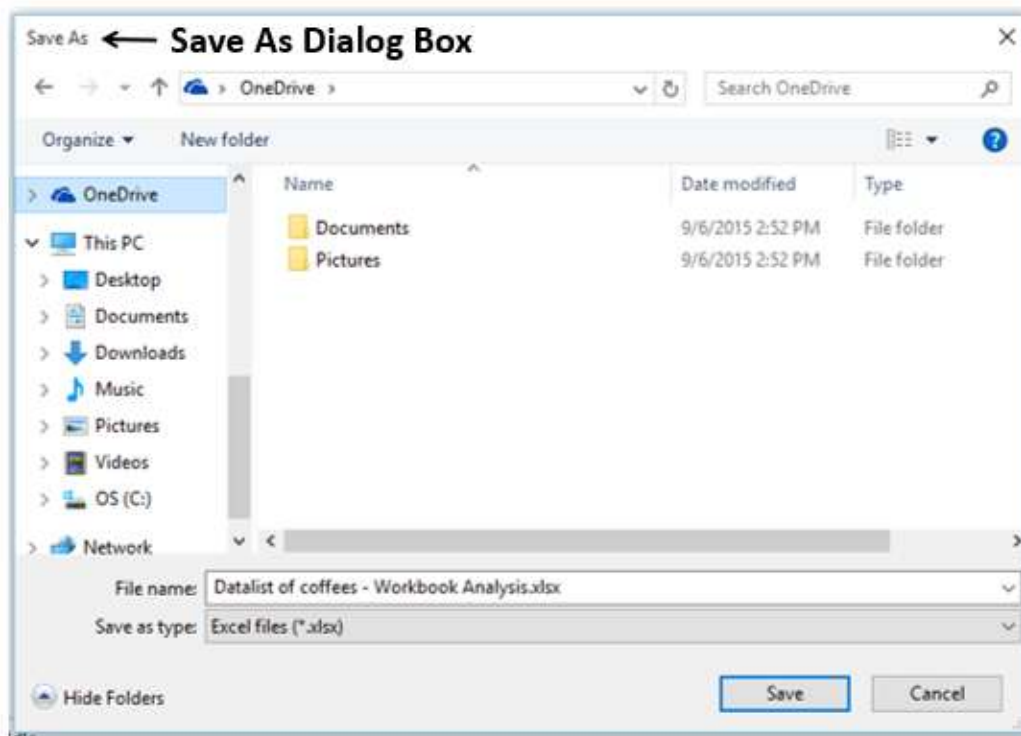 Save As Save As Dialog Box
OneDrive
Search OneDrive
Organize
New folder
?
Name Date modified Type
OneDrive
This PC
Desktop
Documents
Downloads
Music
Pictures
Videos
OS (C:)
Network
Documents 9/6/2015 2:52 PM File folder
Pictures 9/6/2015 2:52 PM File folder
File name: Datalist of coffees - Workbook Analysis.xlsx
Save as type: Excel files (*.xlsx)
Hide Folders
Save
Cancel